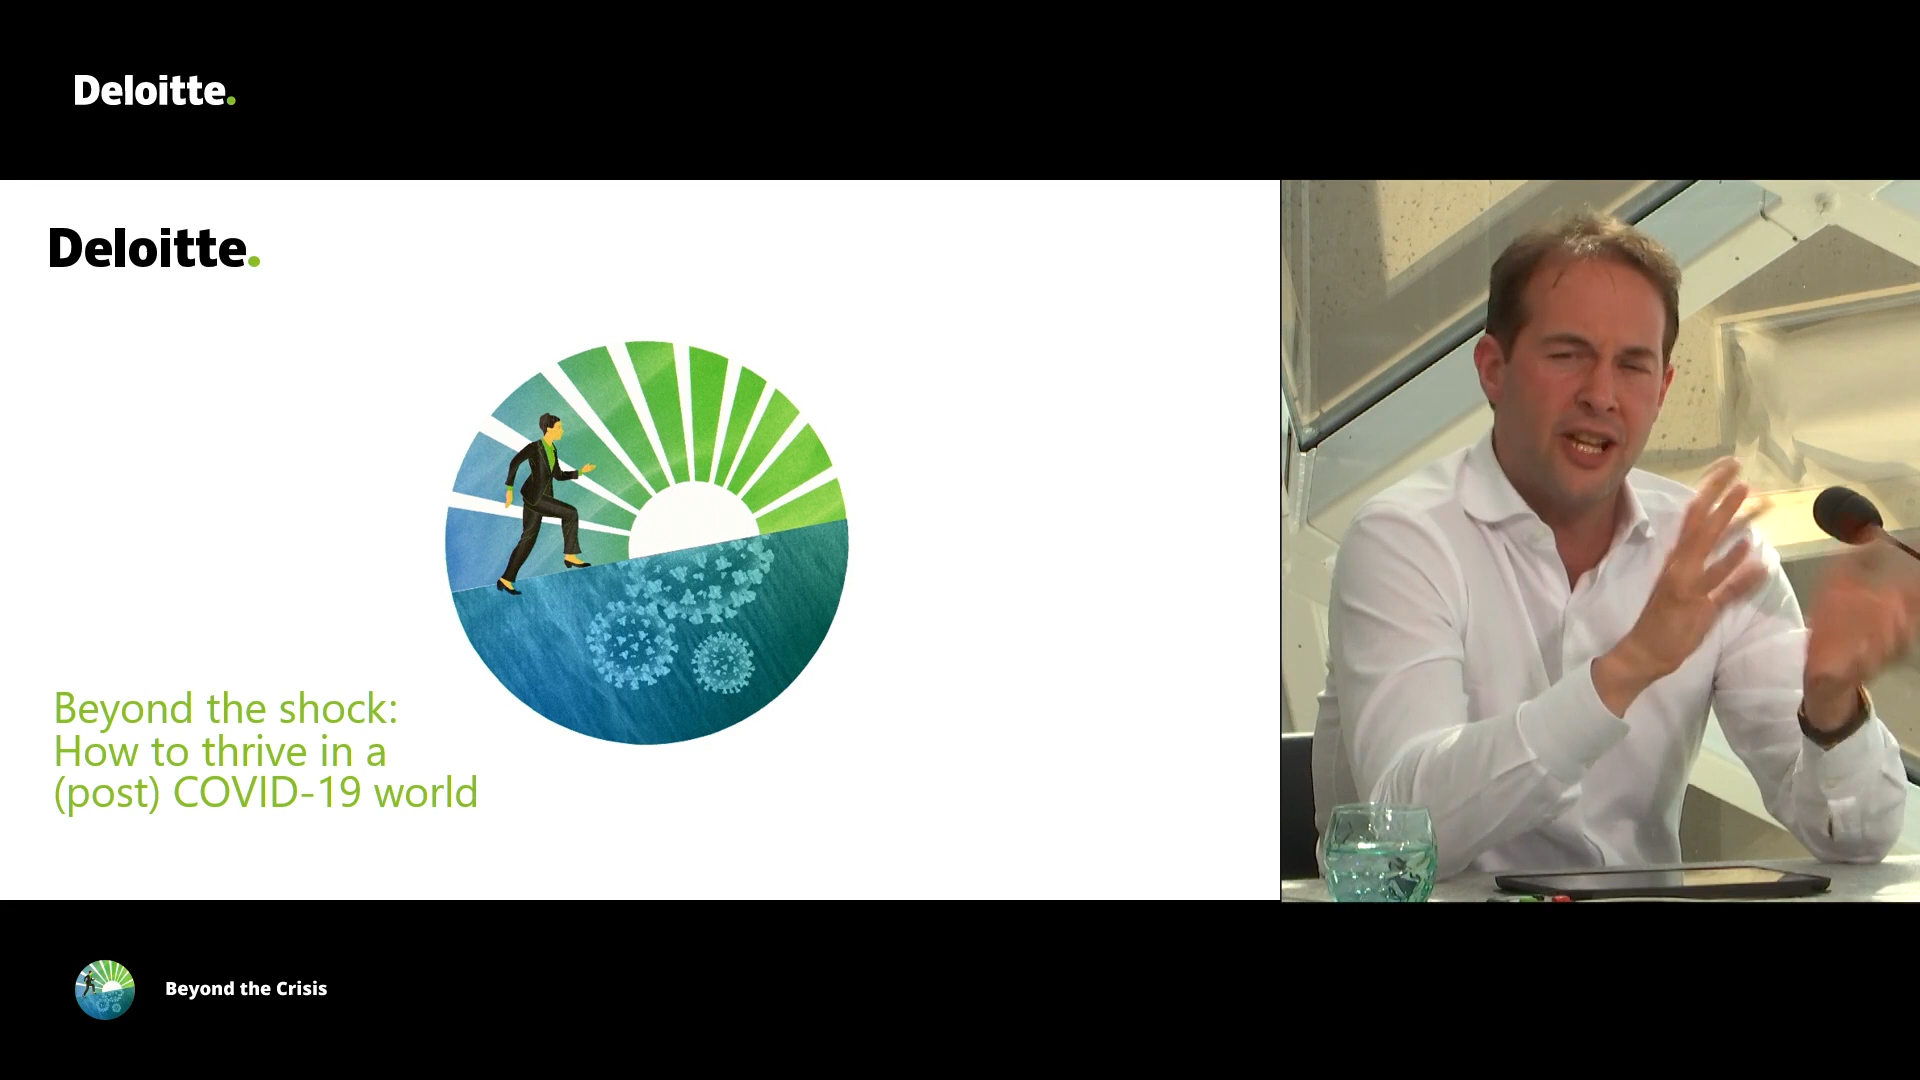 Deloitte.
Deloitte.
Beyond the shock:
How to thrive in a
(post) COVID-19 world
Beyond the Crisis